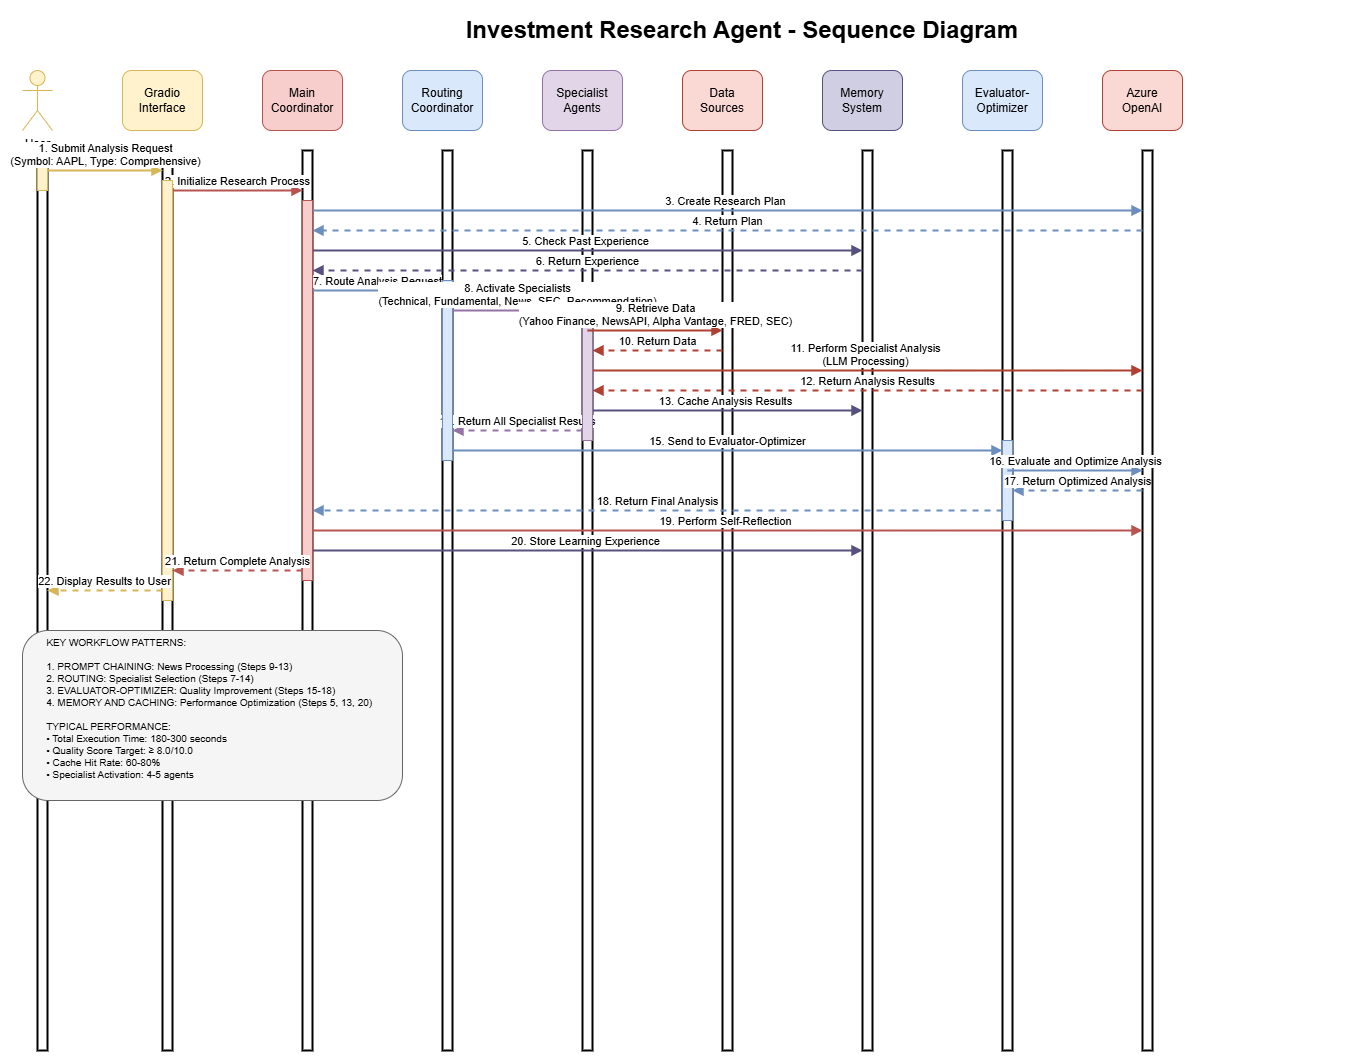 Investment Research Agent - Sequence Diagram
Gradio
Interface
Main
Coordinator
Routing
Coordinator
Specialist
Agents
Data
Sources
Memory
System
Evaluator-
Optimizer
Azure
OpenAI
1. Submit Analysis Request
(Symbol: AAPL, Type: Comprehensive)
Initialize Research Process
3. Create Research Plan
4. Return Plan
5. Check Past Experience
6. Return Experience
7. Route Analysis Request
8. Activate Specialists
(Technical, Fundamental, News, SEC, Recommendation)
9. Retrieve Data
(Yahoo Finance, NewsAPI, Alpha Vantage, FRED, SEC)
10. Return Data
11. Perform Specialist Analysis
(LLM Processing)
12. Return Analysis Results
13. Cache Analysis Results
Return All Specialist Results
15. Send to Evaluator-Optimizer
16. Evaluate and Optimize Analysis
17. Return Optimized Analysis
18. Return Final Analysis
19. Perform Self-Reflection
20. Store Learning Experience
21. Return Complete Analysis
22. Display Results to User
KEY WORKFLOW PATTERNS:
1. PROMPT CHAINING: News Processing (Steps 9-13)
2. ROUTING: Specialist Selection (Steps 7-14)
3. EVALUATOR-OPTIMIZER: Quality Improvement (Steps 15-18)
4. MEMORY AND CACHING: Performance Optimization (Steps 5, 13, 20)
TYPICAL PERFORMANCE:
• Total Execution Time: 180-300 seconds
• Quality Score Target: ≥ 8.0/10.0
• Cache Hit Rate: 60-80%
• Specialist Activation: 4-5 agents